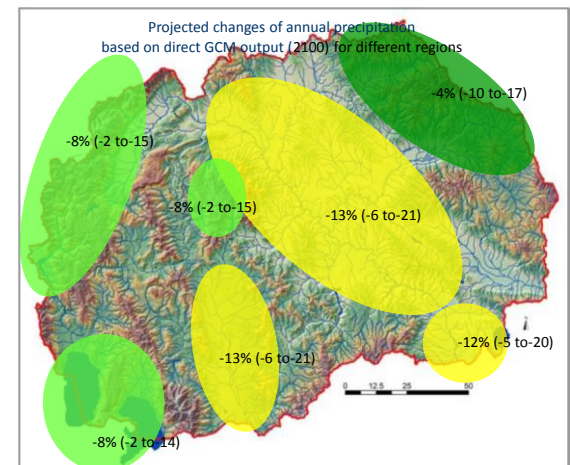 Projected changes of annual precipitation
based on direct GCM output (2100) for different regions
-4% (-10 to-17)
-8% (-2 to-15)
-8% (-2 to-15)
-13% (-6 to-21)
-12% (-5 to-20)
-13% (-6 to-21)
0 12.5 25 50
-8% (-2 to-14)